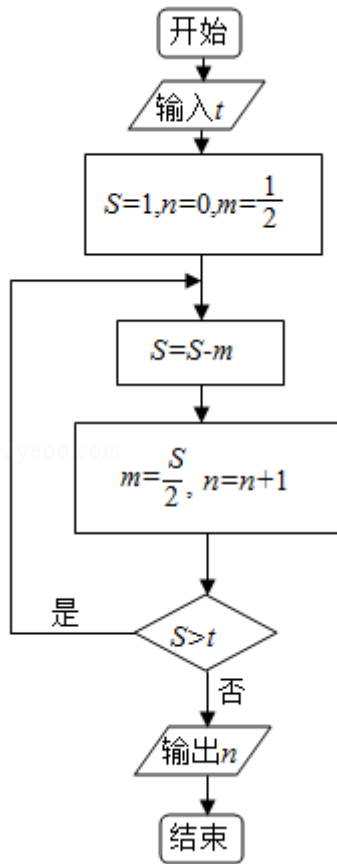 开始
输入t
S=1,n=0,m=1/2
S=S-m
m=S/2, n=n+1
是
S>t
否
输出n
结束